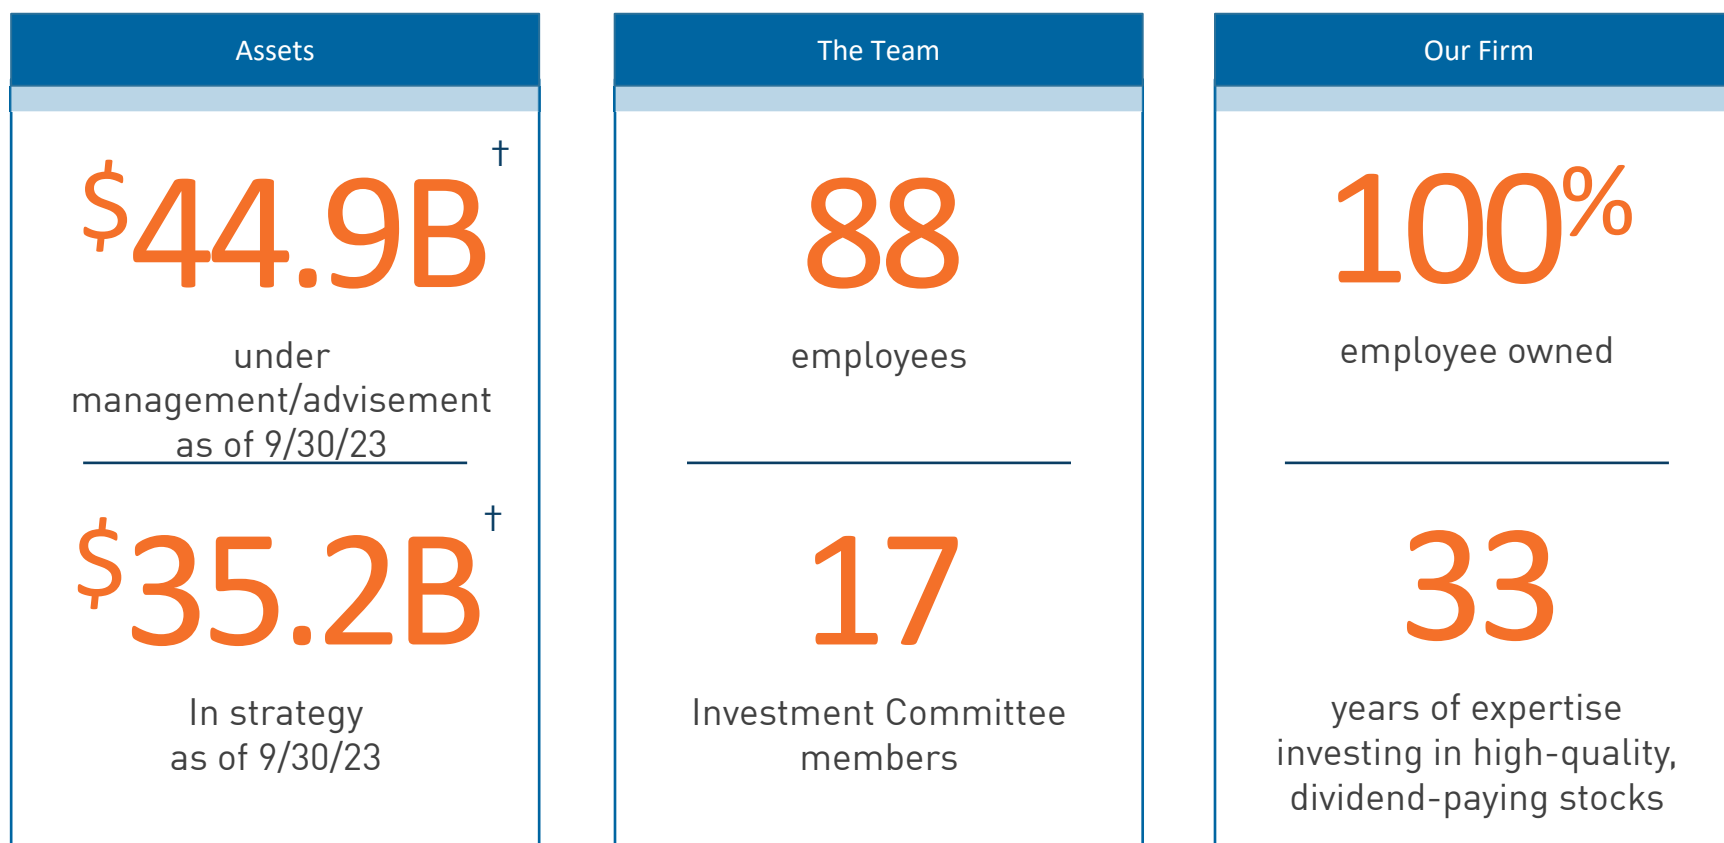 Assets
$44.9B†
under
management/advisement
as of 9/30/23
$35.2B†
In strategy
as of 9/30/23
The Team
88
employees
17
Investment Committee
members
Our Firm
100%
employee owned
33
years of expertise
investing in high-quality,
dividend-paying stocks